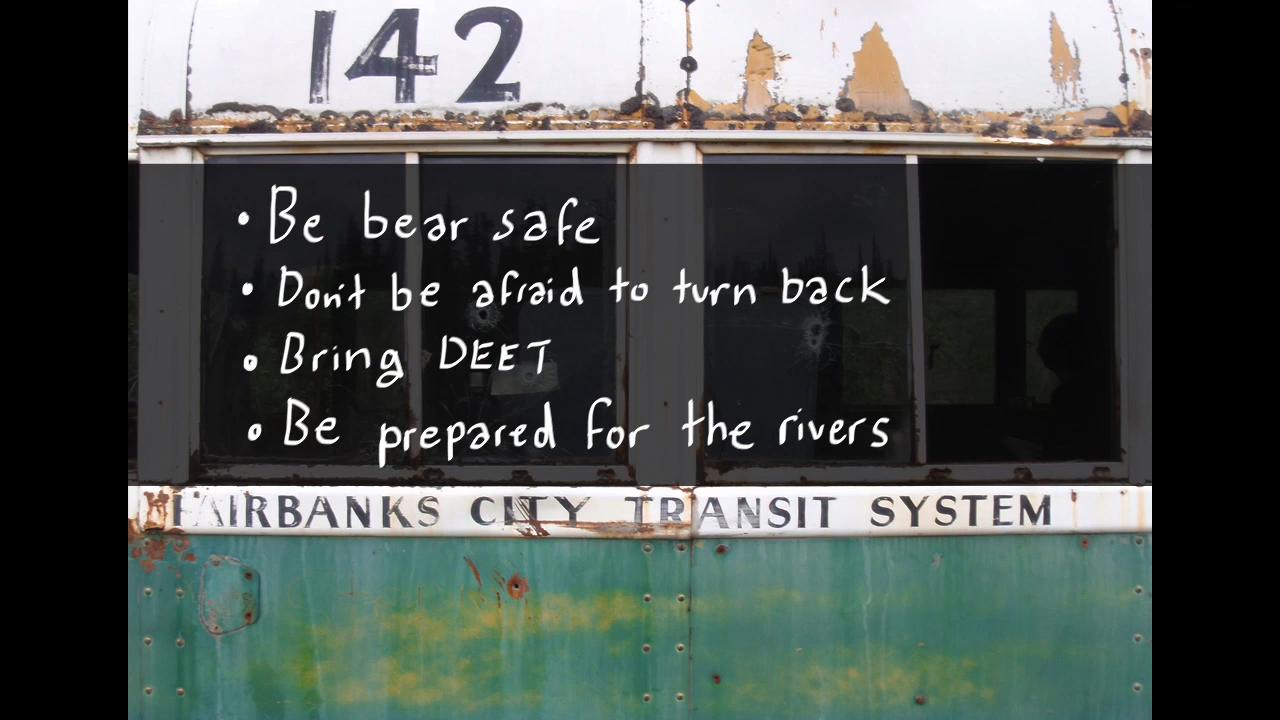 142
• Be bear safe
• Don't be afraid to turn back
• Bring DEET
• Be prepared for the rivers
FAIRBANKS CITY TRANSIT SYSTEM